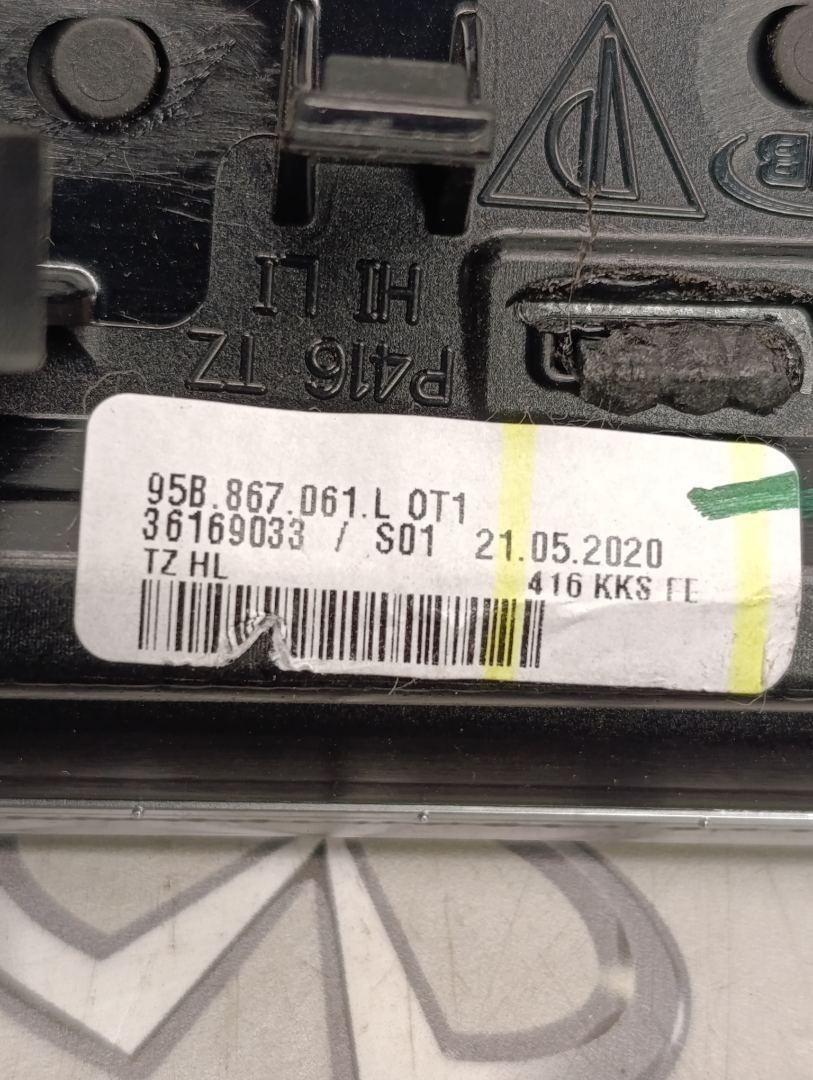 P416 TZ
HI LI
95B.867.061.L OT1
36169033 / S01 21.05.2020
TZ HL
416 KKS FE